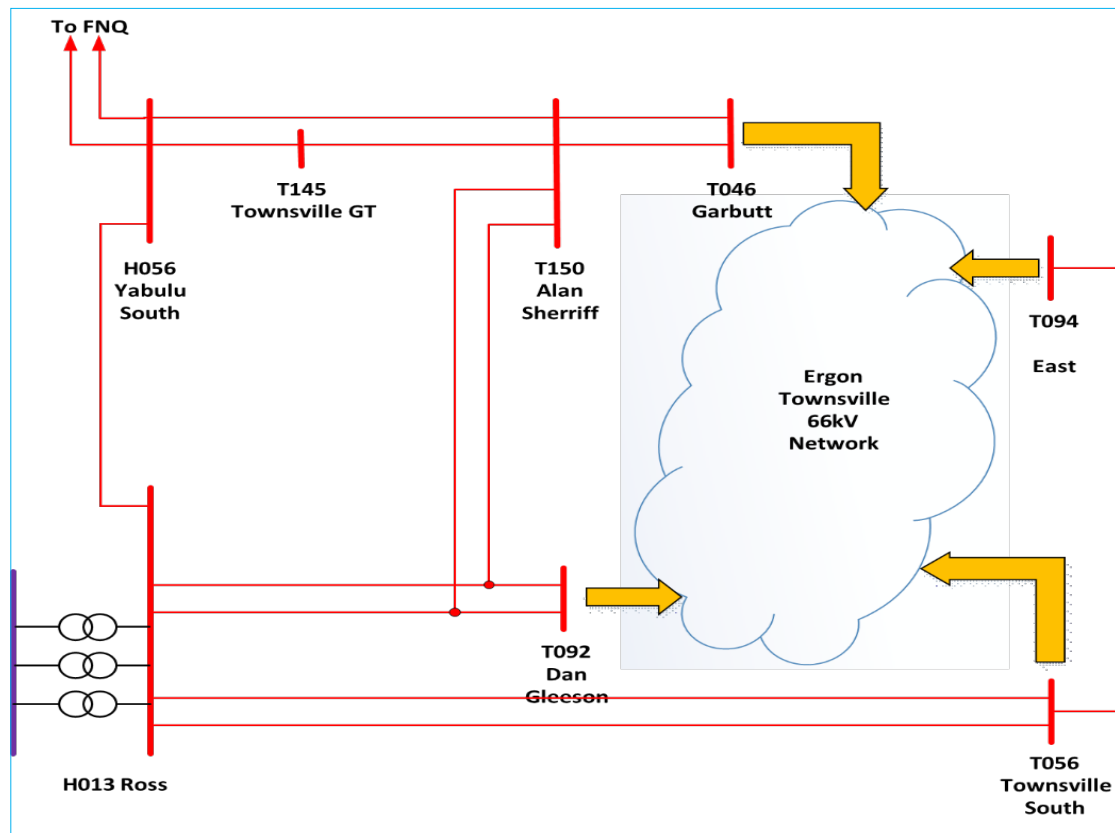 To FNQ
T145
Townsville GT
T046
Garbutt
H056
Yabulu
South
T150
Alan
Sherriff
T094
East
Ergon
Townsville
66kV
Network
T092
Dan
Gleeson
H013 Ross
T056
Townsville
South